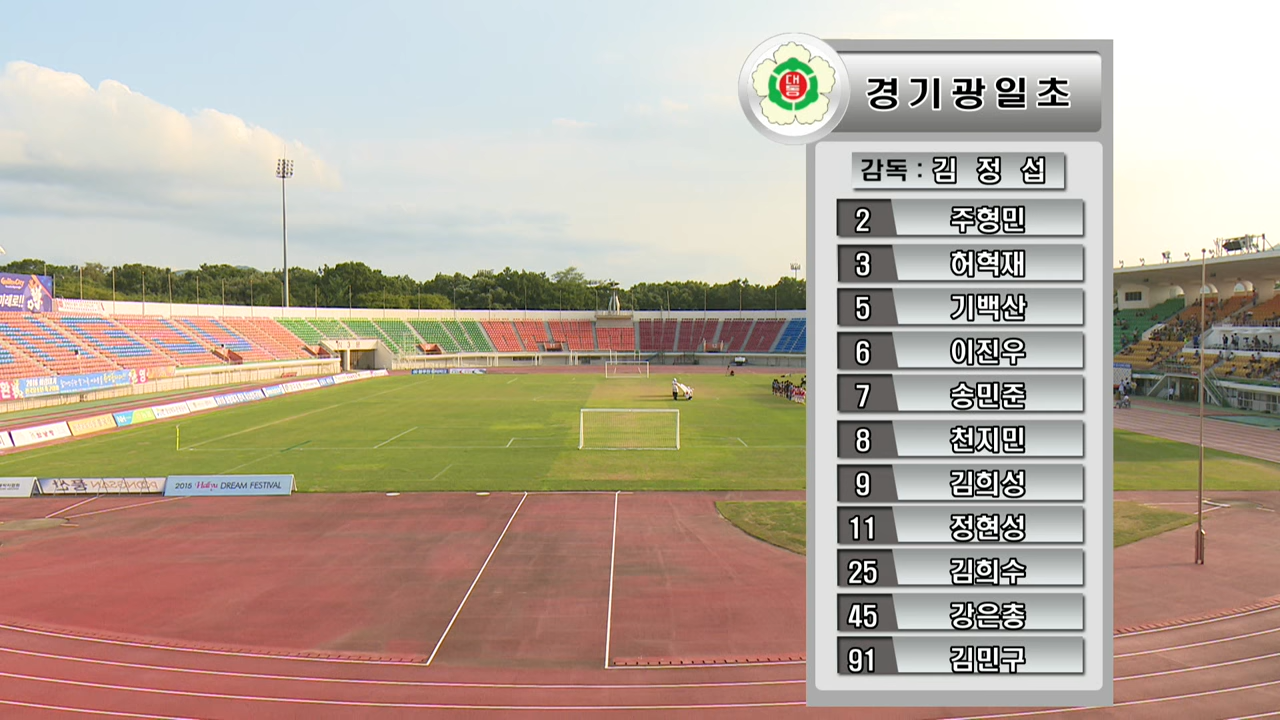 대동
경기광일초
감독 : 김 정 섭
2 주형민
3 허혁재
5 기백산
6 이진우
7 송민준
8 천지민
9 김희성
11 정현성
25 김희수
45 강은총
91 김민구
2015 Hallyu DREAM FESTIVAL